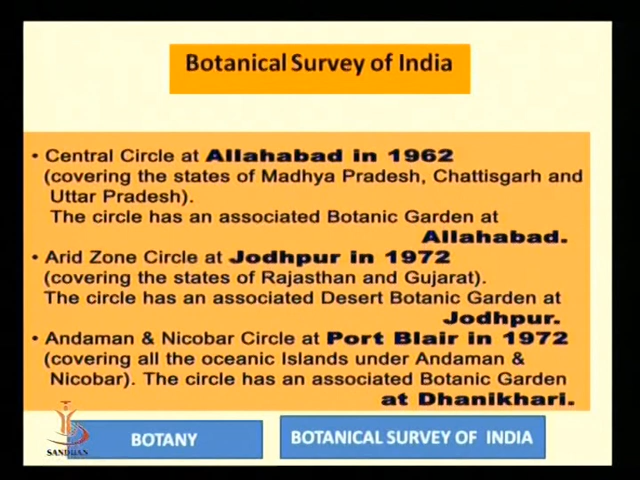 Botanical Survey of India
• Central Circle at Allahabad in 1962
(covering the states of Madhya Pradesh, Chattisgarh and
Uttar Pradesh).
The circle has an associated Botanic Garden at
Allahabad.
• Arid Zone Circle at Jodhpur in 1972
(covering the states of Rajasthan and Gujarat).
The circle has an associated Desert Botanic Garden at
Jodhpur.
• Andaman & Nicobar Circle at Port Blair in 1972
(covering all the oceanic Islands under Andaman &
Nicobar). The circle has an associated Botanic Garden
at Dhanikhari.
SANDHAN
BOTANY
BOTANICAL SURVEY OF INDIA